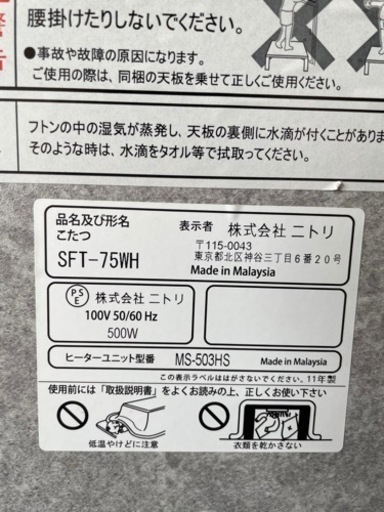 腰掛けたりしないでください。
●事故や故障の原因になります。
ご使用の際は、同梱の天板を乗せて正しくご使用
フトンの中の湿気が蒸発し、天板の裏側に水滴が付くことがあります
そのような時は、水滴をタオル等で拭取ってください。
品名及び形名
こたつ
SFT-75WH
表示者 株式会社 ニトリ
〒115-0043
東京都北区神谷三丁目6番20号
Made in Malaysia
PSE 株式会社 ニトリ
100V 50/60 Hz
500W
ヒーターユニット型番 MS-503HS Made in Malaysia
この表示ラベルははがさないでください。11年製
使用前には「取扱説明書」をよくお読みの上、正しくお使い下さい
低温やけどに注意
衣類を乾かさない